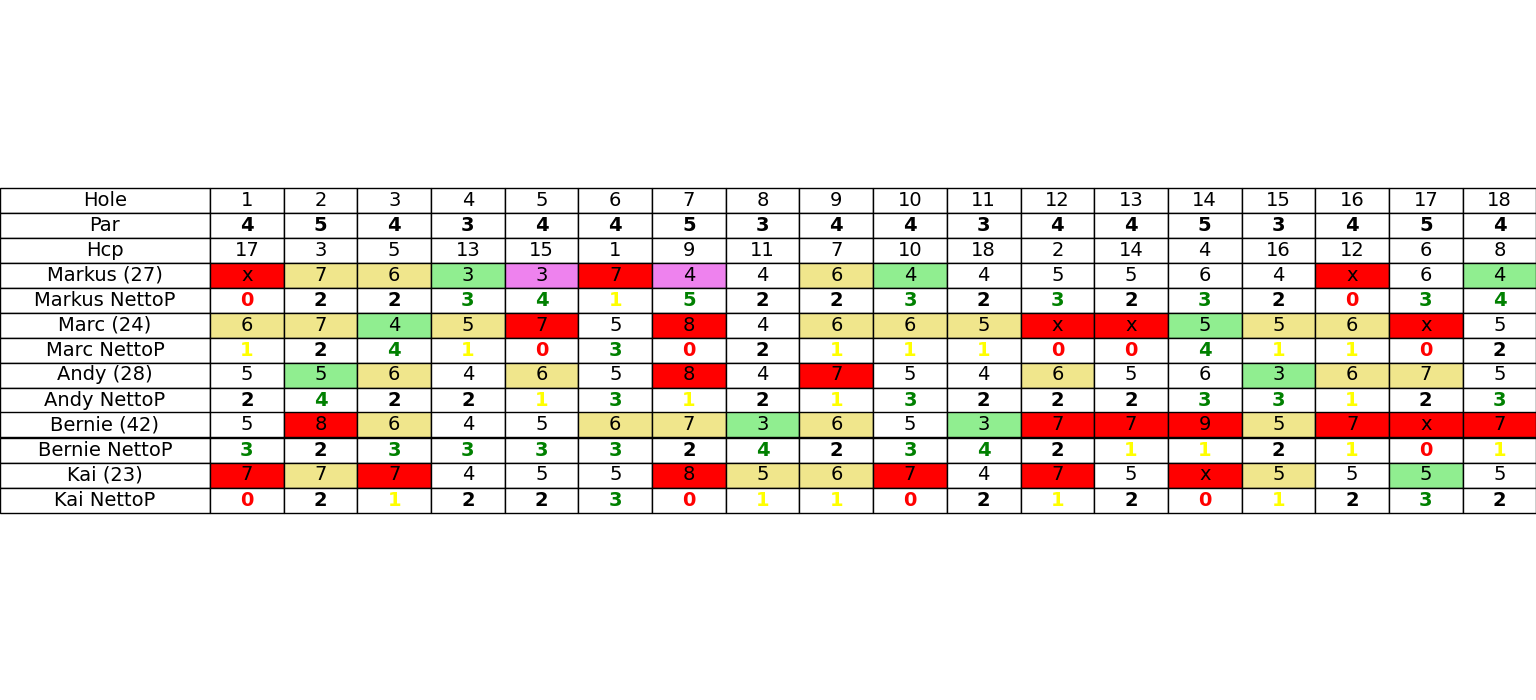 Hole 1 2 3 4 5 6 7 8 9 10 11 12 13 14 15 16 17 18
Par 4 5 4 3 4 4 5 3 4 4 3 4 4 5 3 4 5 4
Hcp 17 3 5 13 15 1 9 11 7 10 18 2 14 4 16 12 6 8
Markus (27) x 7 6 3 3 7 4 4 6 4 4 5 5 6 4 x 6 4
Markus NettoP 0 2 2 3 4 1 5 2 2 3 2 3 2 3 2 0 3 4
Marc (24) 6 7 4 5 7 5 8 4 6 6 5 x x 5 5 6 x 5
Marc NettoP 1 2 4 1 0 3 0 2 1 1 1 0 0 4 1 1 0 2
Andy (28) 5 5 6 4 6 5 8 4 7 5 4 6 5 6 3 6 7 5
Andy NettoP 2 4 2 2 1 3 1 2 1 3 2 2 2 3 3 1 2 3
Bernie (42) 5 8 6 4 5 6 7 3 6 5 3 7 7 9 5 7 x 7
Bernie NettoP 3 2 3 3 3 3 2 4 2 3 4 2 1 1 2 1 0 1
Kai (23) 7 7 7 4 5 5 8 5 6 7 4 7 5 x 5 5 5 5
Kai NettoP 0 2 1 2 2 3 0 1 1 0 2 1 2 0 1 2 3 2